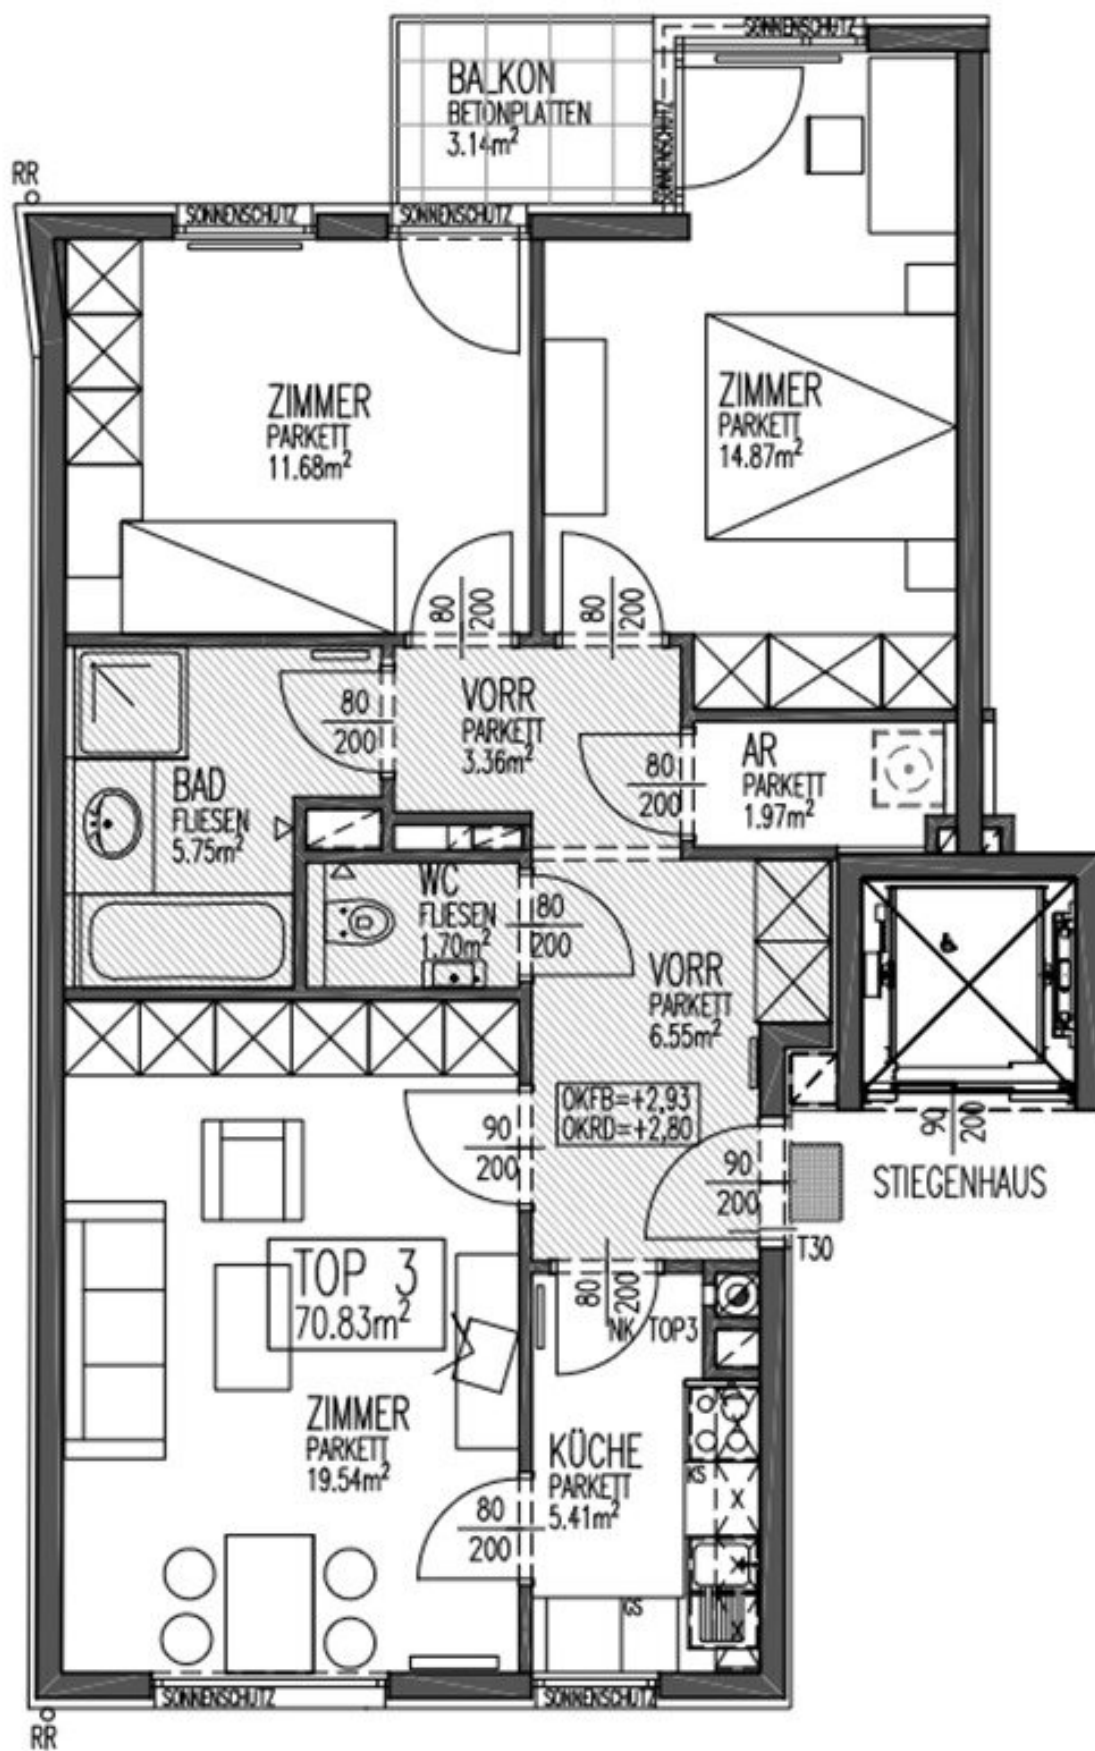 SONNENSCHUTZ
BALKON
BETONPLATTEN
3.14m²
SONNENSCHUTZ
RR
SONNENSCHUTZ
SONNENSCHUTZ
ZIMMER
PARKETT
11.68m²
ZIMMER
PARKETT
14.87m²
80
200
80
200
VORR
PARKETT
3.36m²
80
200
AR
PARKETT
1.97m²
80
200
BAD
FLIESEN
5.75m²
WC
FLIESEN
1.70m²
80
200
VORR
PARKETT
6.55m²
OKFB=+2,93
OKRD=+2,80
90
200
90
200
90
200
STIEGENHAUS
T30
TOP 3
70.83m²
80
200
NK TOP3
ZIMMER
PARKETT
19.54m²
KÜCHE
PARKETT
5.41m²
KS
80
200
GS
SONNENSCHUTZ
SONNENSCHUTZ
RR